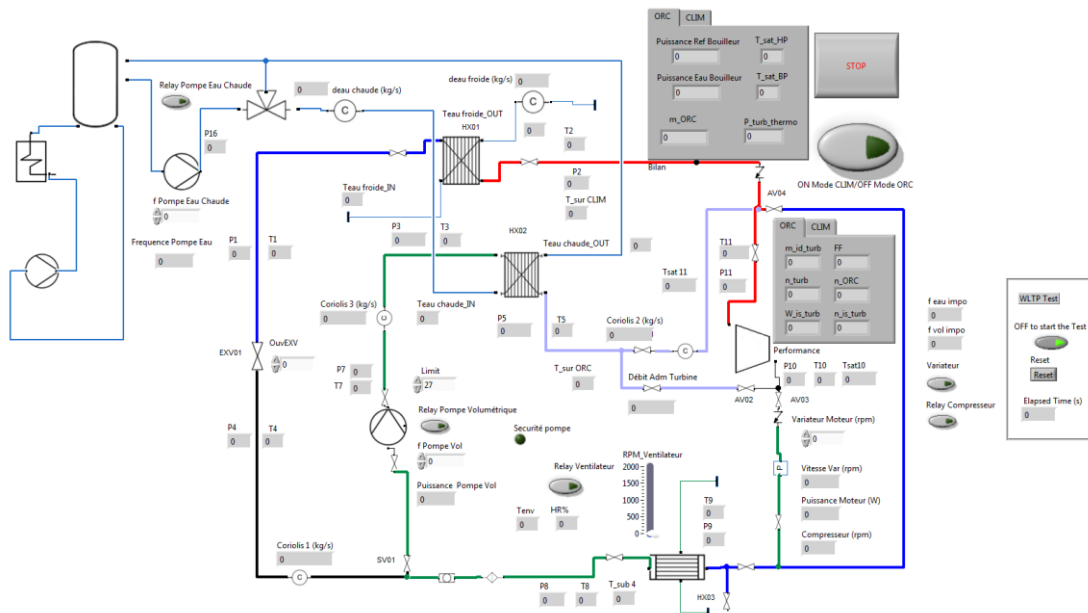 ORC
CLIM
Puissance Ref Bouilleur
0
T_sat_HP
0
Puissance Eau Bouilleur
0
T_sat_BP
0
m_ORC
0
P_turb_thermo
0
Bilan
STOP
ON Mode CLIM/OFF Mode ORC
Relay Pompe Eau Chaude
0
deau chaude (kg/s)
deau froide (kg/s)
0
C
C
P16
0
Teau froide_OUT
0
HX01
T2
0
P2
0
T_sur CLIM
0
Teau froide_IN
0
f Pompe Eau Chaude
0
Frequence Pompe Eau
0
P1
0
T1
0
P3
0
T3
0
HX02
Teau chaude_OUT
0
AV04
T11
0
Tsat 11
0
P11
0
Teau chaude_IN
0
Coriolis 3 (kg/s)
0
C
P5
0
T5
0
Coriolis 2 (kg/s)
0
C
ORC
CLIM
m_id_turb
0
FF
0
n_turb
0
n_ORC
0
W_is_turb
0
n_is_turb
0
Performance
EXV01
OuvEXV
0
P7
0
T7
0
Limit
27
T_sur ORC
0
Débit Adm Turbine
0
AV02
AV03
P10
0
T10
0
Tsat10
0
f eau impo
0
f vol impo
0
Variateur
Relay Compresseur
WLTP Test
OFF to start the Test
Reset
Reset
Elapsed Time (s)
0
P4
0
T4
0
Relay Pompe Volumétrique
f Pompe Vol
0
Puissance Pompe Vol
0
Securité pompe
Variateur Moteur (rpm)
0
P
Vitesse Var (rpm)
0
Puissance Moteur (W)
0
Compresseur (rpm)
0
Relay Ventilateur
RPM_Ventilateur
2000
1500
1000
500
0
Tenv
0
HR%
0
T9
0
P9
0
Coriolis 1 (kg/s)
0
C
SV01
P8
0
T8
0
T_sub 4
0
HX03